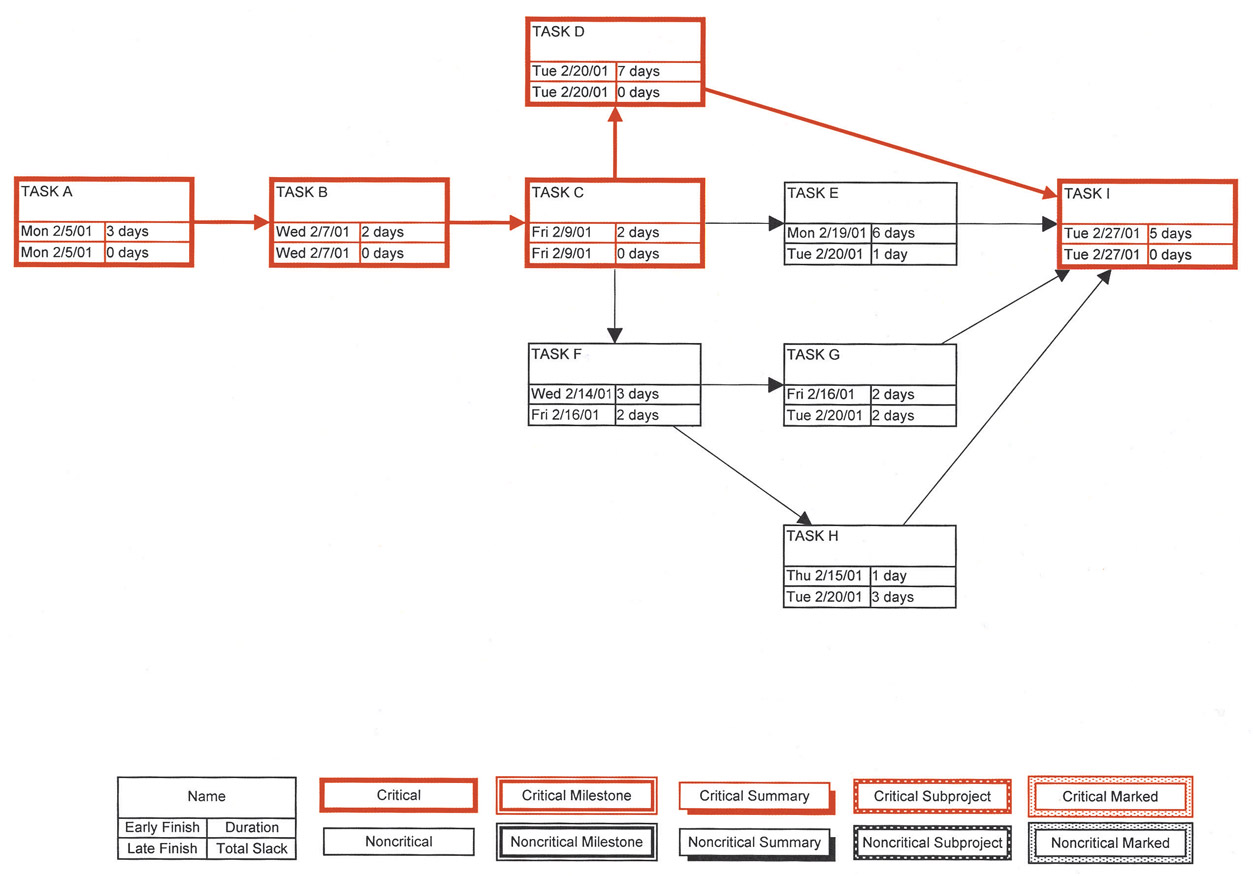 TASK D
Tue 2/20/01 7 days
Tue 2/20/01 0 days
TASK A
Mon 2/5/01 3 days
Mon 2/5/01 0 days
TASK B
Wed 2/7/01 2 days
Wed 2/7/01 0 days
TASK C
Fri 2/9/01 2 days
Fri 2/9/01 0 days
TASK E
Mon 2/19/01 6 days
Tue 2/20/01 1 day
TASK I
Tue 2/27/01 5 days
Tue 2/27/01 0 days
TASK F
Wed 2/14/01 3 days
Fri 2/16/01 2 days
TASK G
Fri 2/16/01 2 days
Tue 2/20/01 2 days
TASK H
Thu 2/15/01 1 day
Tue 2/20/01 3 days
Name
Early Finish Duration
Late Finish Total Slack
Critical
Noncritical
Critical Milestone
Noncritical Milestone
Critical Summary
Noncritical Summary
Critical Subproject
Noncritical Subproject
Critical Marked
Noncritical Marked